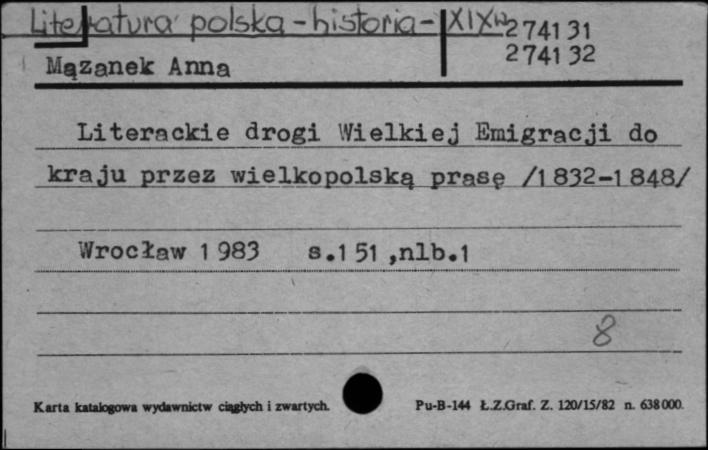 Literatura polska - historia - XIXw 274131
274132
Mązanek Anna
Literackie drogi Wielkiej Emigracji do
kraju przez wielkopolską prasę /1832-1848/
Wrocław 1983 s.151,nlb.1
8
Karta katalogowa wydawnictw ciągłych i zwartych. Pu-B-144 Ł.Z.Graf. Z. 120/15/82 n. 638000.